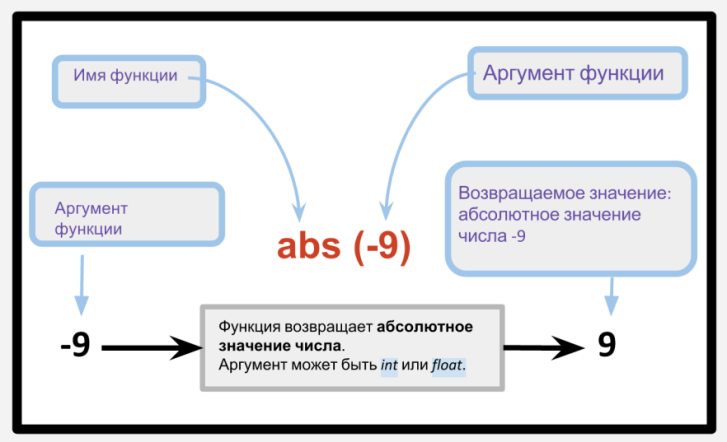 Имя функции
Аргумент функции
Аргумент
функции
Возвращаемое значение:
абсолютное значение
числа -9
abs (-9)
-9
Функция возвращает абсолютное
значение числа.
Аргумент может быть int или float.
9